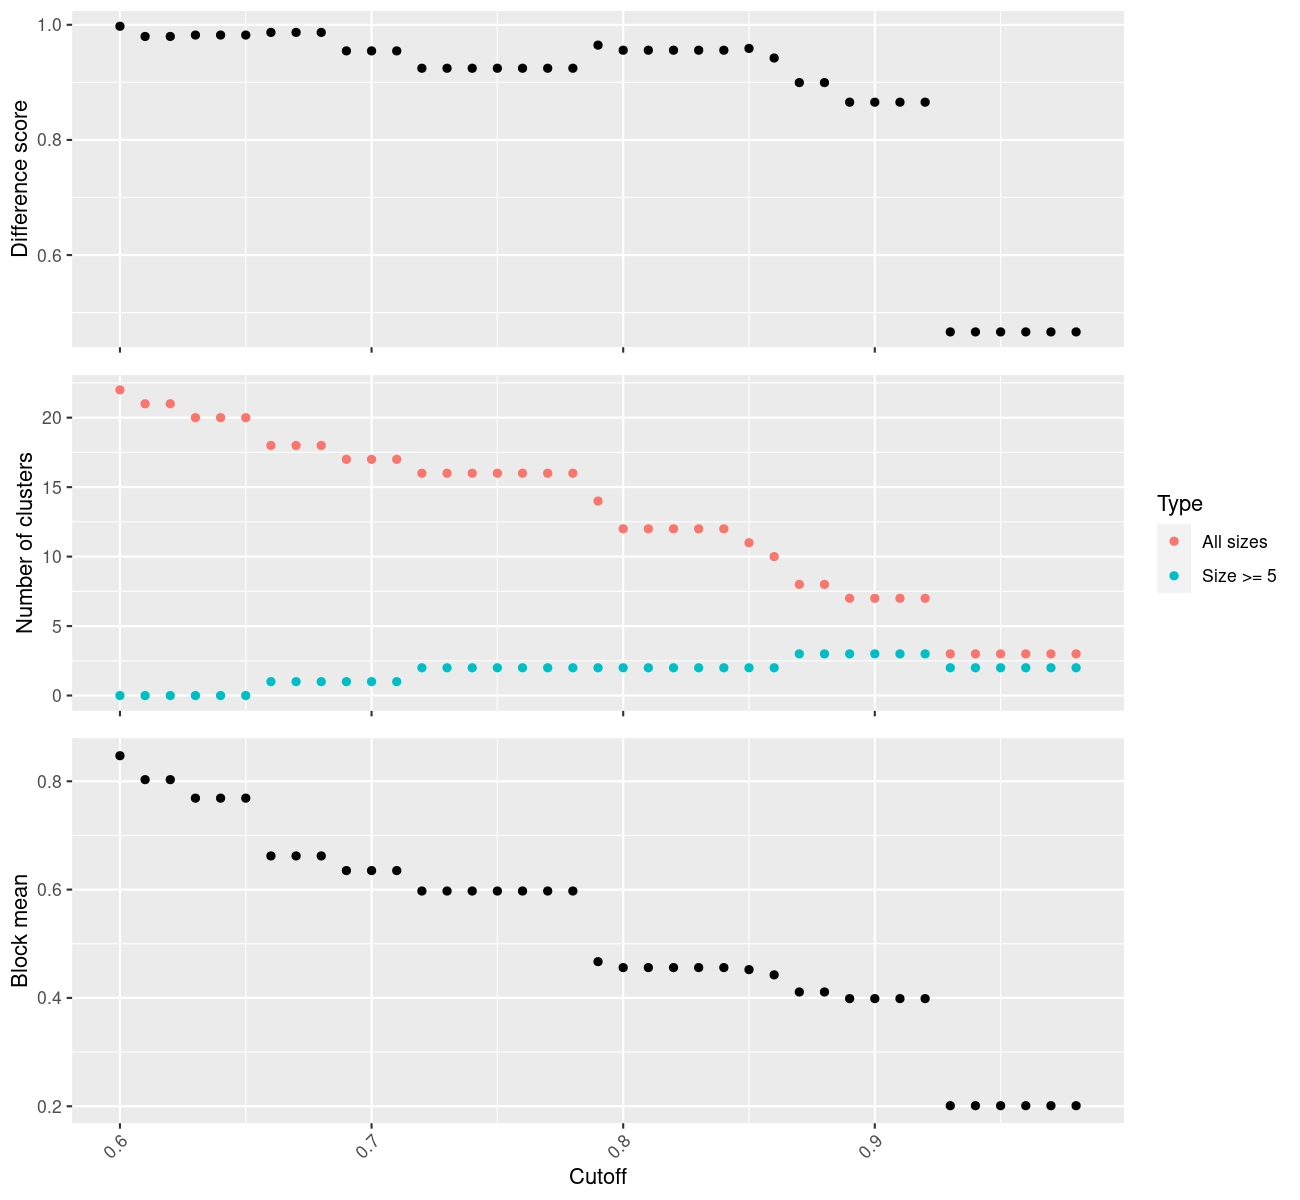 Difference score
1.0
0.8
0.6
Number of clusters
20
15
10
5
0
Type
All sizes
Size >= 5
Block mean
0.8
0.6
0.4
0.2
0.6 0.7 0.8 0.9
Cutoff